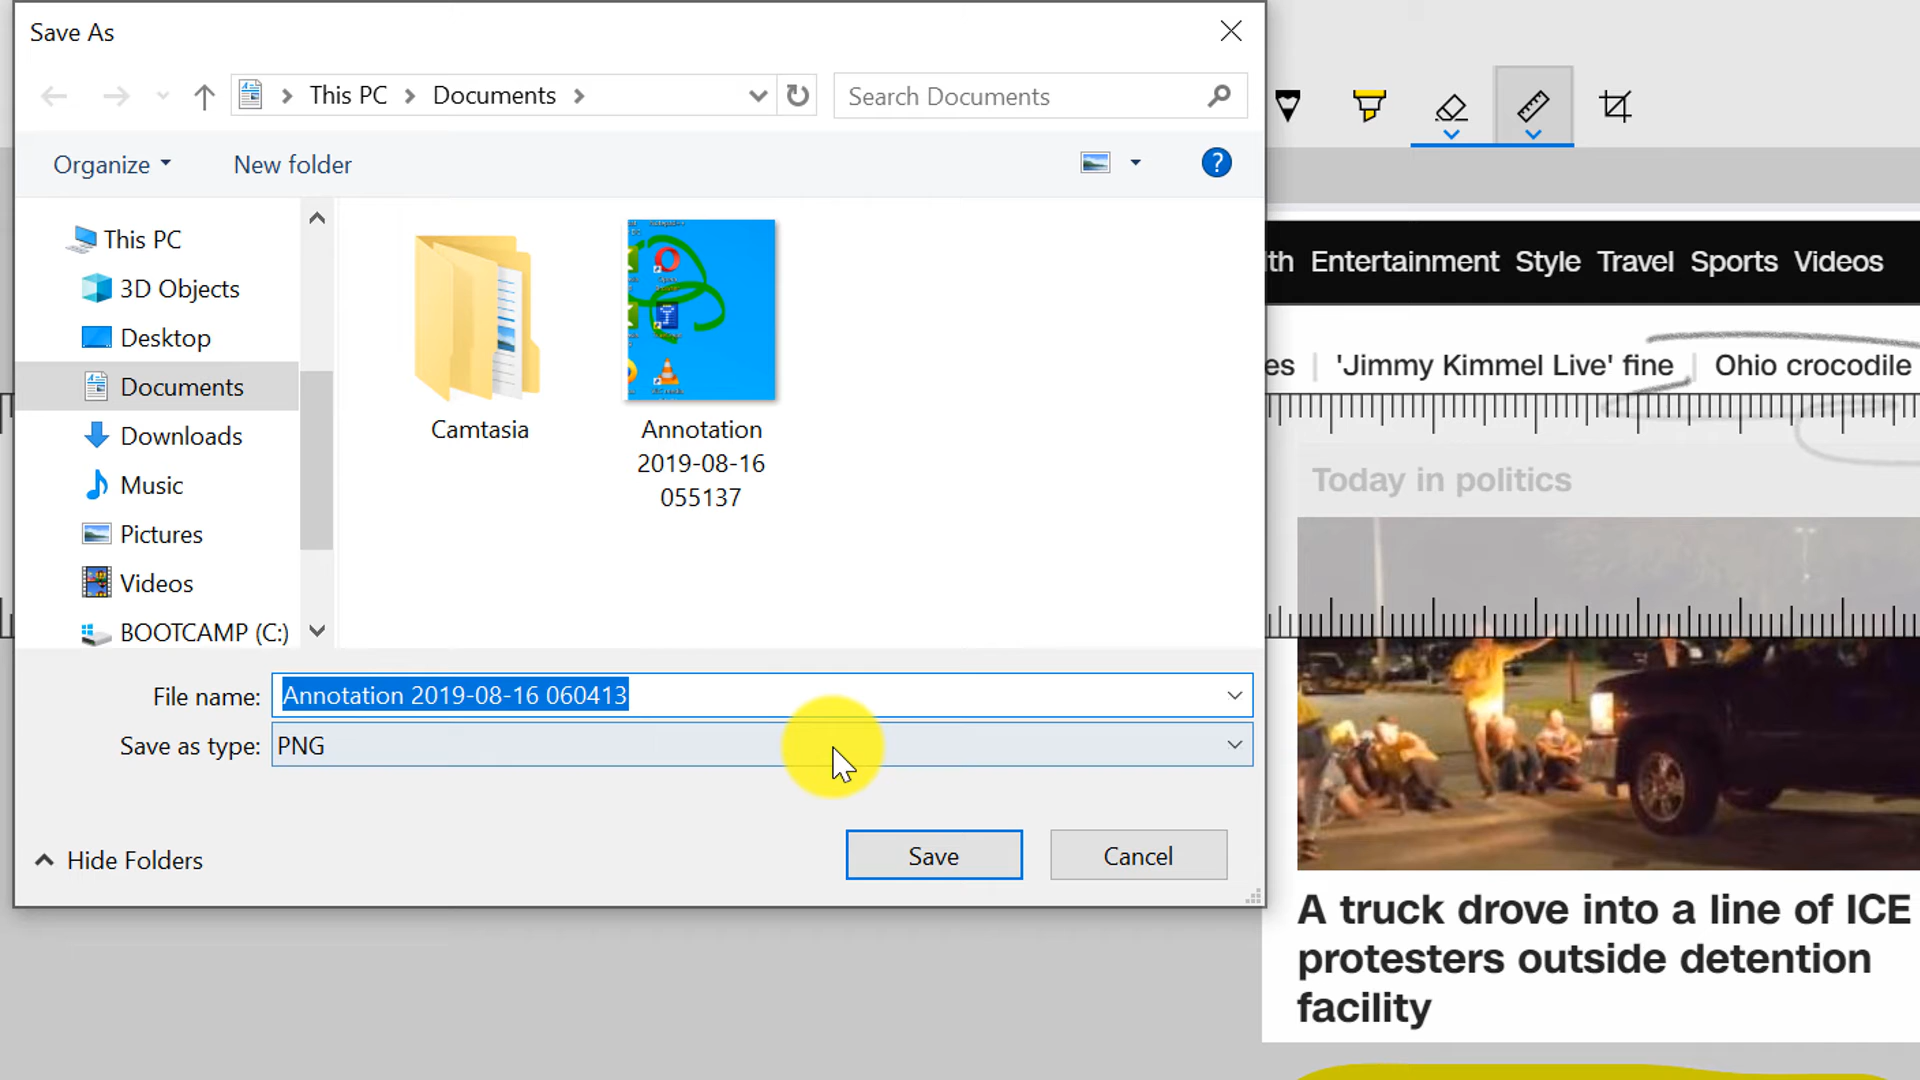 Save As
This PC
Documents
Search Documents
Organize
New folder
This PC
3D Objects
Desktop
Documents
Downloads
Music
Pictures
Videos
BOOTCAMP (C:)
Camtasia
Annotation
2019-08-16
055137
File name:
Annotation 2019-08-16 060413
Save as type:
PNG
Hide Folders
Save
Cancel
lth Entertainment Style Travel Sports Videos
es | 'Jimmy Kimmel Live' fine | Ohio crocodile
Today in politics
A truck drove into a line of ICE
protesters outside detention
facility